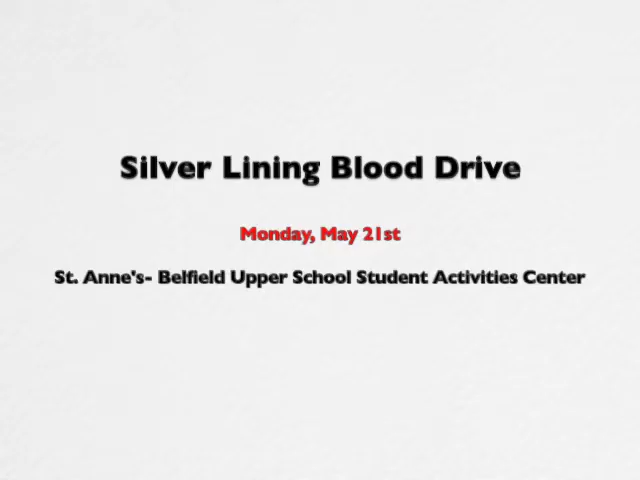 Silver Lining Blood Drive
Monday, May 21st
St. Anne's- Belfield Upper School Student Activities Center